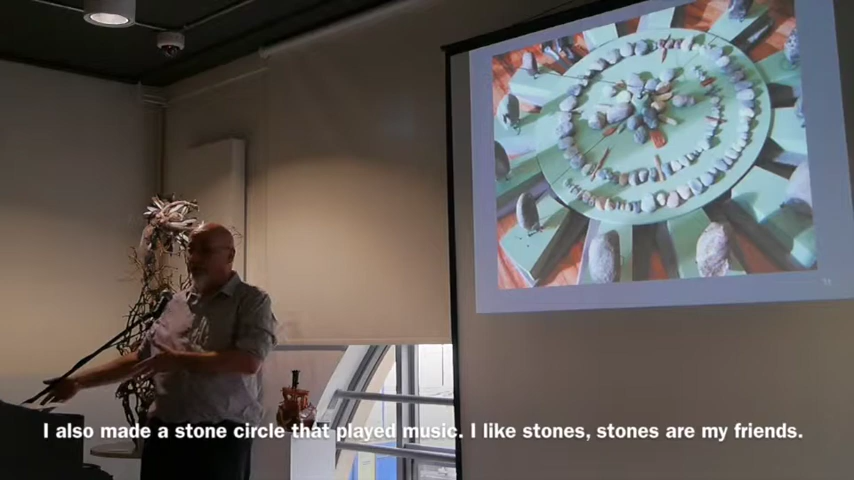 I also made a stone circle that played music. I like stones, stones are my friends.